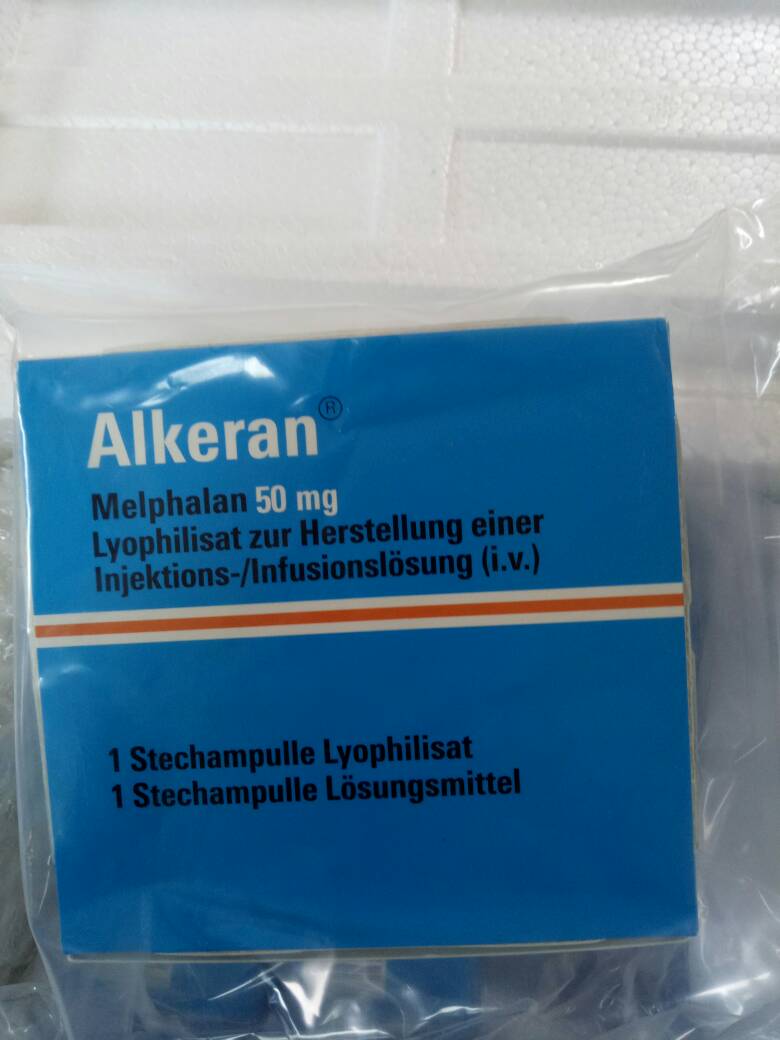 Alkeran®
Melphalan 50 mg
Lyophilisat zur Herstellung einer
Injektions-/Infusionslösung (i.v.)
1 Stechampulle Lyophilisat
1 Stechampulle Lösungsmittel